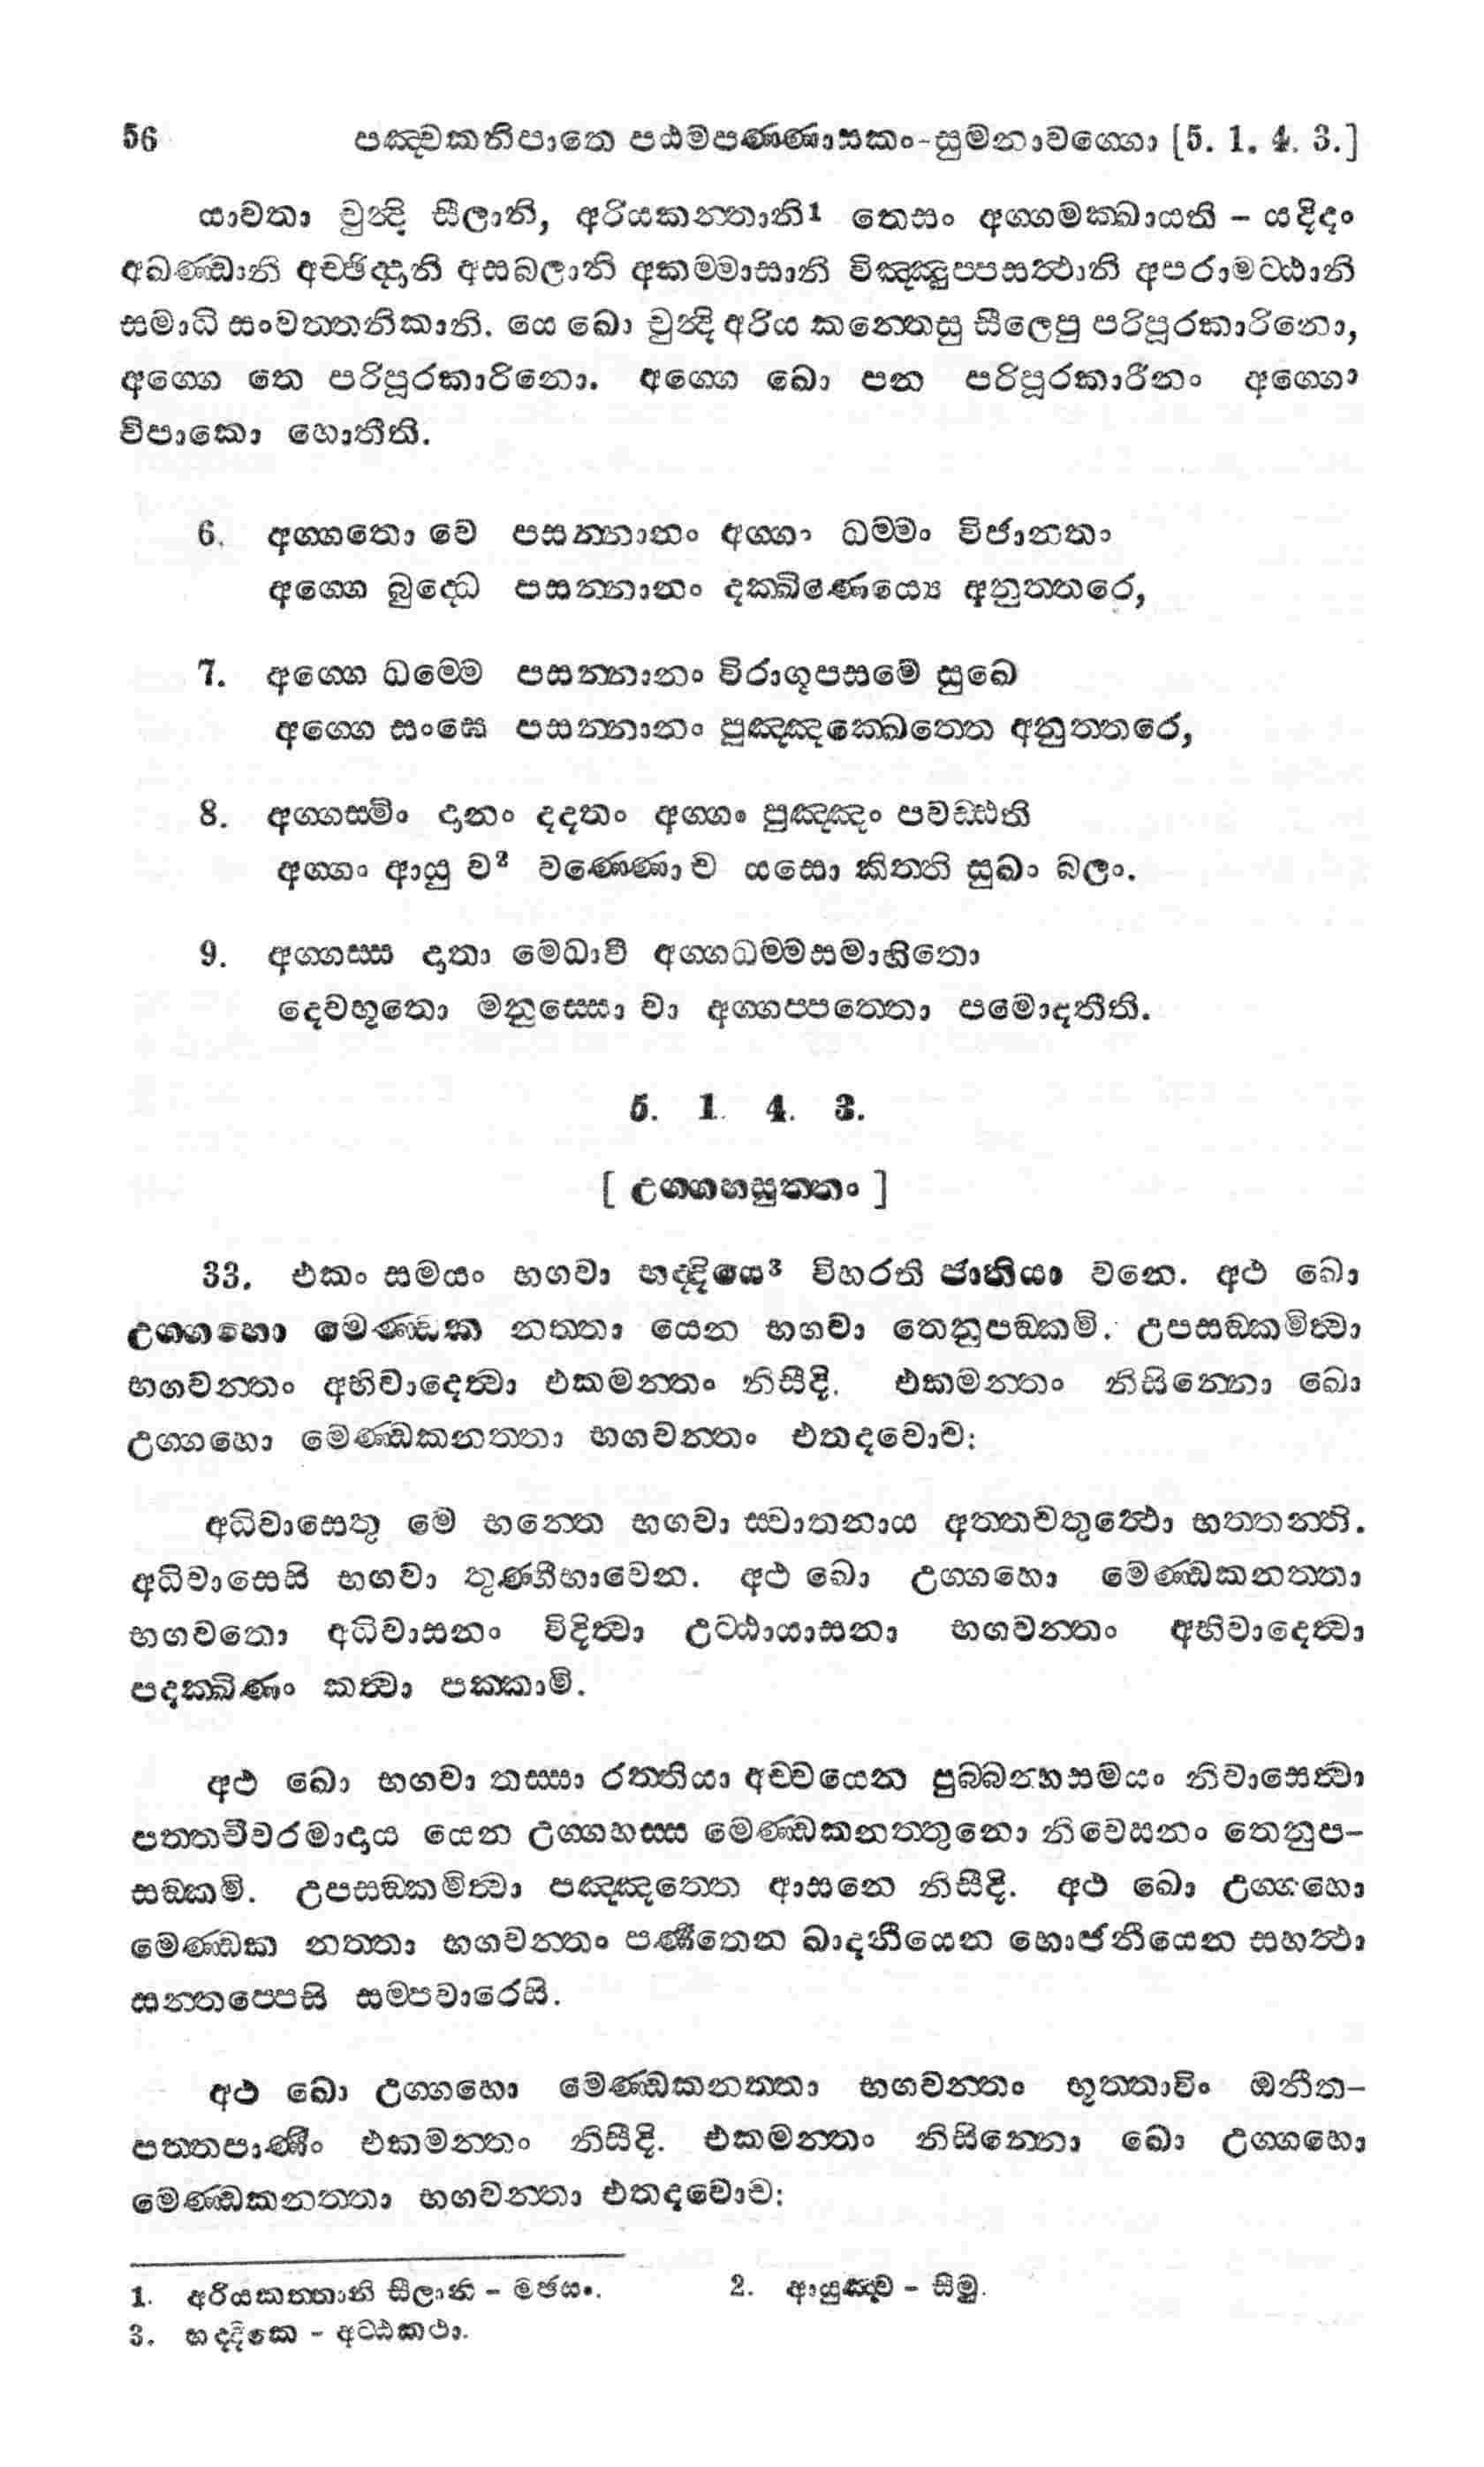 56 පඤ්චකනිපාතෙ පඨමපණ්ණාසකං-සුමනාවග්ගො [5. 1. 4. 3.]
යාවතා චුන්දි සීලානි, අරියකන්තානි1 තෙසං අග්ගමක්ඛායති – යදිදං
අඛණ්ඩානි අච්ඡිද්දානි අසබලානි අකම්මාසානි විඤ්ඤුප්පසත්ථානි අපරාමට්ඨානි
සමාධි සංවත්තනිකානි. යෙ ඛො චුන්දි අරිය කන්තෙසු සීලෙපු පරිපූරකාරිනො,
අග්ගෙ තෙ පරිපූරකාරිනො. අග්ගෙ ඛො පන පරිපූරකාරීනං අග්ගො
විපාකො හොතීති.
6. අග්ගතො වෙ පසන්නානං අග්ගං ධම්මං විජානතං
අග්ගෙ බුද්ධෙ පසන්නානං දක්ඛිණෙය්‍යෙ අනුත්තරෙ,
7. අග්ගෙ ධම්මෙ පසන්නානං විරාගූපසමේ සුඛෙ
අග්ගෙ සංඝෙ පසන්නානං පුඤ්ඤක්ඛෙත්තෙ අනුත්තරෙ,
8. අග්ගස්මිං දානං දදතං අග්ගං පුඤ්ඤං පවඩ්ඪති
අග්ගං ආයු ච2 වණ්ණො ච යසො කිත්ති සුඛං බලං.
9. අග්ගස්ස දාතා මෙධාවී අග්ගධම්මසමාහිතො
දෙවභූතො මනුස්සො වා අග්ගප්පත්තො පමොදතීති.
5. 1. 4. 3.
[ උග්ගහසුත්තං ]
33. එකං සමයං භගවා භද්දියෙ3 විහරති ජාතියා වනෙ. අථ ඛො
උග්ගහො මෙණ්ඩක නත්තා යෙන භගවා තෙනුපඞ්කමි. උපසඞ්කමිත්වා
භගවන්තං අභිවාදෙත්වා එකමන්තං නිසීදි. එකමන්තං නිසින්නො ඛො
උග්ගහො මෙණ්ඩකනත්තා භගවන්තං එතදවොච:
අධිවාසෙතු මෙ භන්තෙ භගවා ස්වාතනාය අත්තචතුත්ථො භත්තන්ති.
අධිවාසෙසි භගවා තුණ්හීභාවෙන. අථ ඛො උග්ගහො මෙණ්ඩකනත්තා
භගවතො අධිවාසනං විදිත්වා උට්ඨායාසනා භගවන්තං අභිවාදෙත්වා
පදක්ඛිණං කත්වා පක්කාමි.
අථ ඛො භගවා තස්සා රත්තියා අච්චයෙන පුබ්බන්හසමයං නිවාසෙත්වා
පත්තචීවරමාදාය යෙන උග්ගහස්ස මෙණ්ඩකනත්තුනො නිවෙසනං තෙනුප-
සඞ්කමි. උපසඞ්කමිත්වා පඤ්ඤත්තෙ ආසනෙ නිසීදි. අථ ඛො උග්ගහො
මෙණ්ඩක නත්තා භගවන්තං පණීතෙන ඛාදනීයෙන භොජනීයෙන සහත්ථා
සන්තප්පෙසි සම්පවාරෙසි.
අථ ඛො උග්ගහො මෙණ්ඩකනත්තා භගවන්තං භුත්තාවිං ඔනීත-
පත්තපාණිං එකමන්තං නිසීදි. එකමන්තං නිසින්නො ඛො උග්ගහො
මෙණ්ඩකනත්තා භගවන්තා එතදවොච:
1. අරියකන්තානි සීලානි – මඡසං. 2. ආයුඤ්ච – සීමු.
3. භද්දිකෙ – අට්ඨකථා.